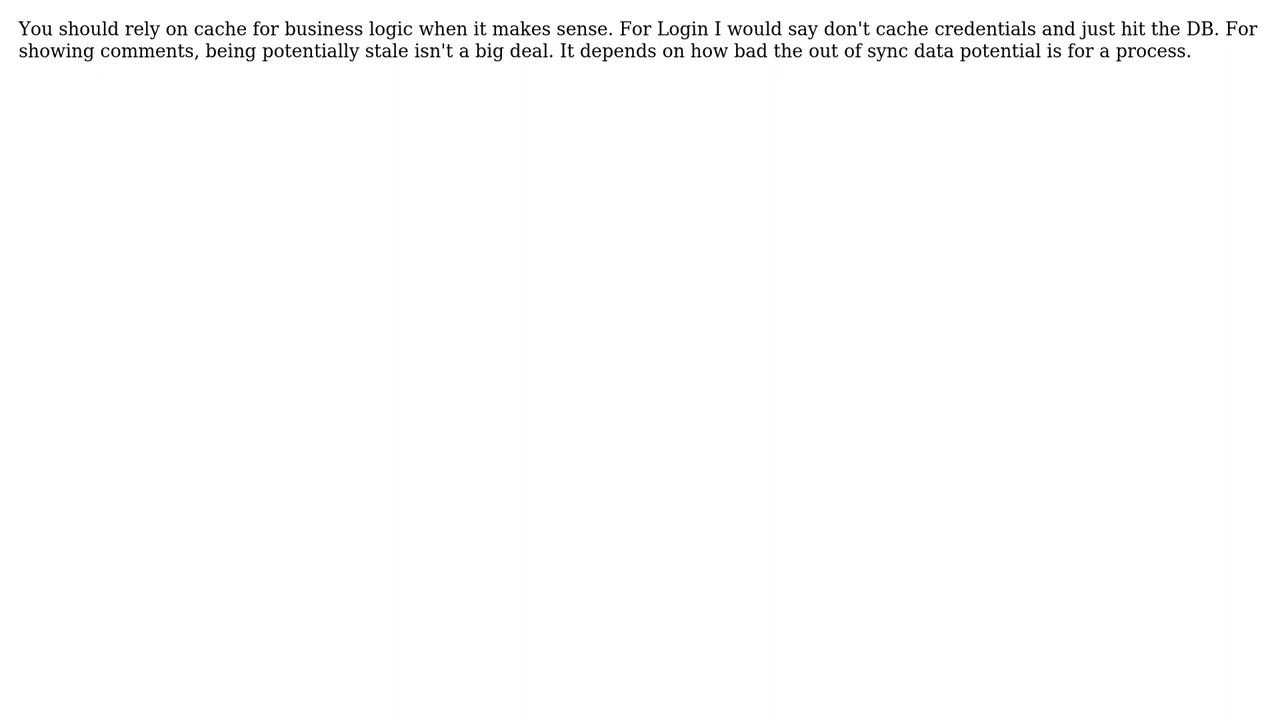 You should rely on cache for business logic when it makes sense. For Login I would say don't cache credentials and just hit the DB. For
showing comments, being potentially stale isn't a big deal. It depends on how bad the out of sync data potential is for a process.